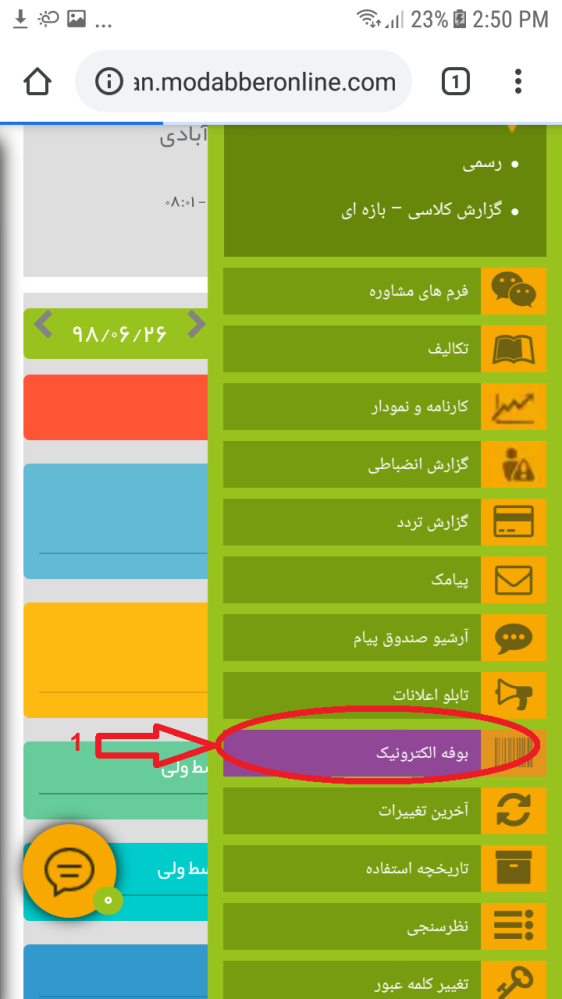 ... 23% 2:50 PM
an.modabberonline.com 1
آبادی
۰۸:۰۱ –
رسمی
گزارش کلاسی – بازه ای
فرم های مشاوره
۹۸/۰۶/۲۶
تکالیف
کارنامه و نمودار
گزارش انضباطی
گزارش تردد
پیامک
آرشیو صندوق پیام
تابلو اعلانات
1
بوفه الکترونیک
سط ولی
آخرین تغییرات
تاریخچه استفاده
سط ولی
۰
نظرسنجی
تغییر کلمه عبور